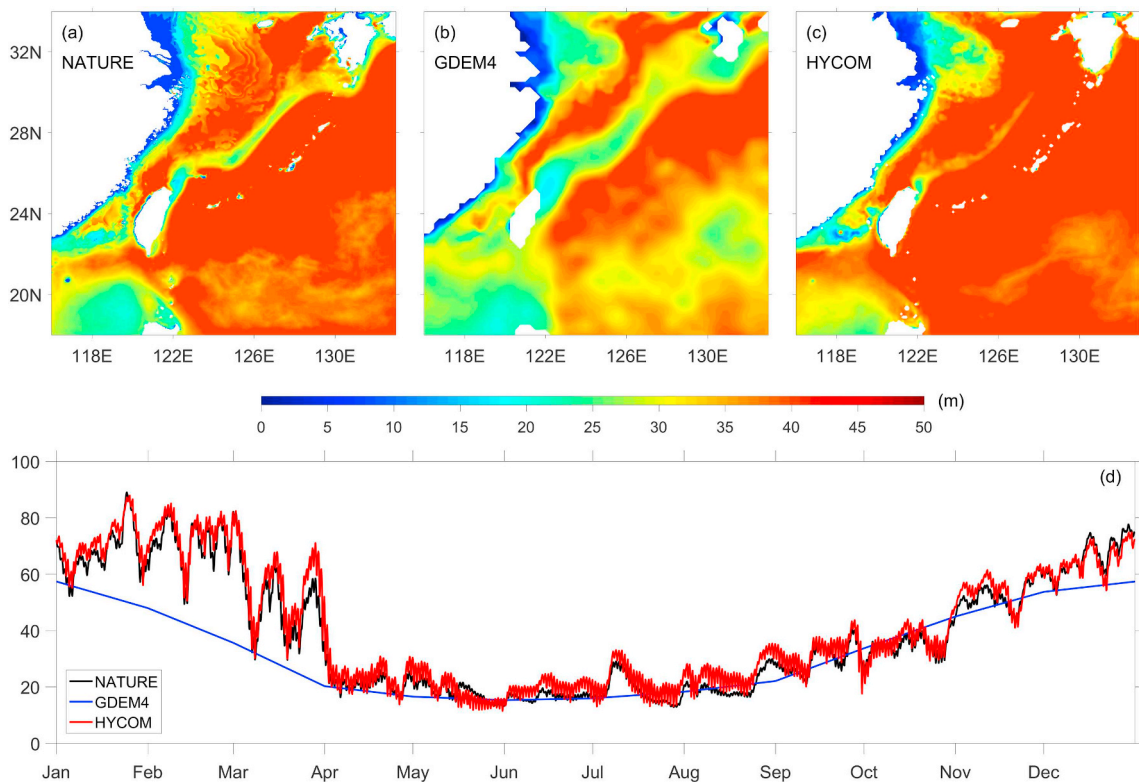 (a)
NATURE
(b)
GDEM4
(c)
HYCOM
32N
28N
24N
20N
118E 122E 126E 130E
118E 122E 126E 130E
118E 122E 126E 130E
(m)
0 5 10 15 20 25 30 35 40 45 50
(d)
100
80
60
40
20
0
NATURE
GDEM4
HYCOM
Jan Feb Mar Apr May Jun Jul Aug Sep Oct Nov Dec